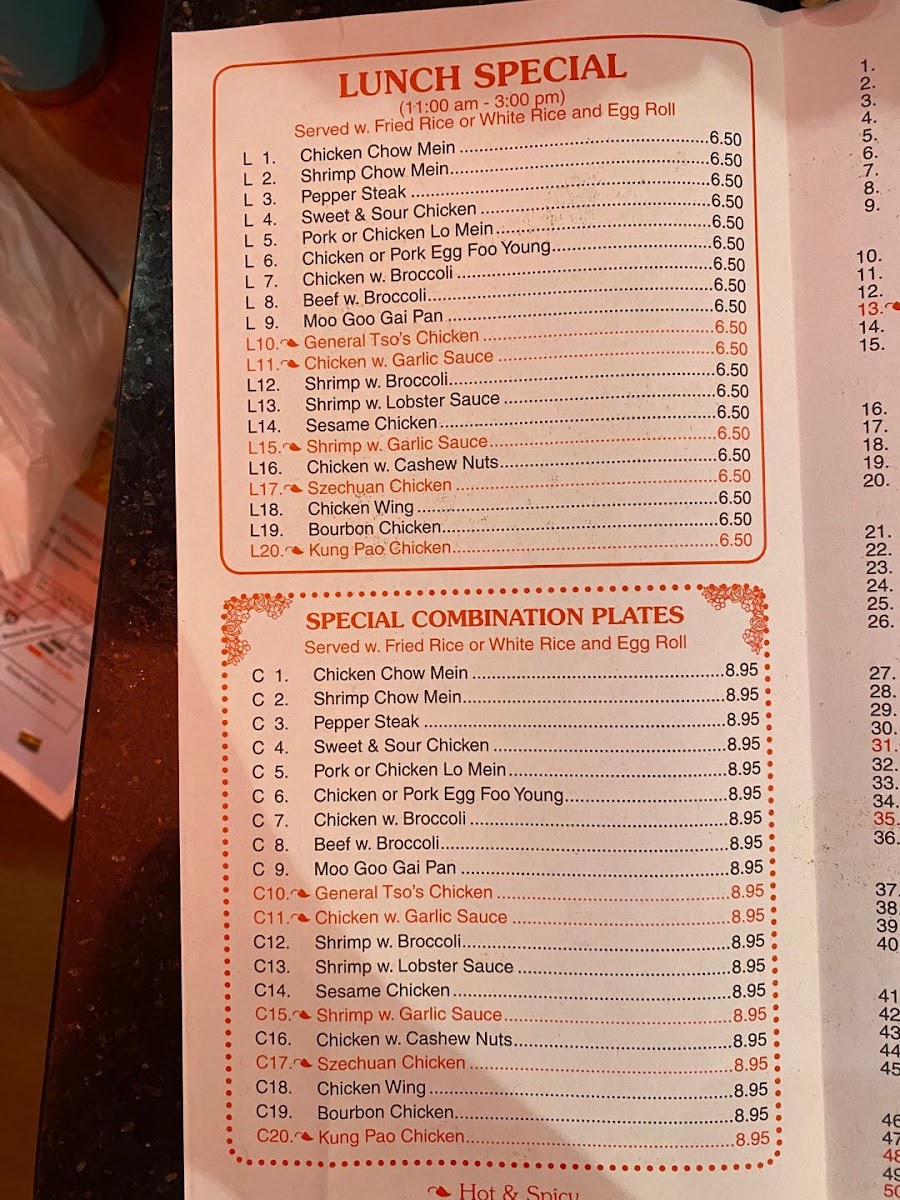 LUNCH SPECIAL
(11:00 am - 3:00 pm)
Served w. Fried Rice or White Rice and Egg Roll
L 1. Chicken Chow Mein 6.50
L 2. Shrimp Chow Mein 6.50
L 3. Pepper Steak 6.50
L 4. Sweet & Sour Chicken 6.50
L 5. Pork or Chicken Lo Mein 6.50
L 6. Chicken or Pork Egg Foo Young 6.50
L 7. Chicken w. Broccoli 6.50
L 8. Beef w. Broccoli 6.50
L 9. Moo Goo Gai Pan 6.50
L10. General Tso's Chicken 6.50
L11. Chicken w. Garlic Sauce 6.50
L12. Shrimp w. Broccoli 6.50
L13. Shrimp w. Lobster Sauce 6.50
L14. Sesame Chicken 6.50
L15. Shrimp w. Garlic Sauce 6.50
L16. Chicken w. Cashew Nuts 6.50
L17. Szechuan Chicken 6.50
L18. Chicken Wing 6.50
L19. Bourbon Chicken 6.50
L20. Kung Pao Chicken 6.50
SPECIAL COMBINATION PLATES
Served w. Fried Rice or White Rice and Egg Roll
C 1. Chicken Chow Mein 8.95
C 2. Shrimp Chow Mein 8.95
C 3. Pepper Steak 8.95
C 4. Sweet & Sour Chicken 8.95
C 5. Pork or Chicken Lo Mein 8.95
C 6. Chicken or Pork Egg Foo Young 8.95
C 7. Chicken w. Broccoli 8.95
C 8. Beef w. Broccoli 8.95
C 9. Moo Goo Gai Pan 8.95
C10. General Tso's Chicken 8.95
C11. Chicken w. Garlic Sauce 8.95
C12. Shrimp w. Broccoli 8.95
C13. Shrimp w. Lobster Sauce 8.95
C14. Sesame Chicken 8.95
C15. Shrimp w. Garlic Sauce 8.95
C16. Chicken w. Cashew Nuts 8.95
C17. Szechuan Chicken 8.95
C18. Chicken Wing 8.95
C19. Bourbon Chicken 8.95
C20. Kung Pao Chicken 8.95
Hot & Spicy
1.
2.
3.
4.
5.
6.
7.
8.
9.
10.
11.
12.
13.
14.
15.
16.
17.
18.
19.
20.
21.
22.
23.
24.
25.
26.
27.
28.
29.
30.
31.
32.
33.
34.
35.
36.
37.
38.
39
40
41
42
43
44
45
46
47
48
49
50